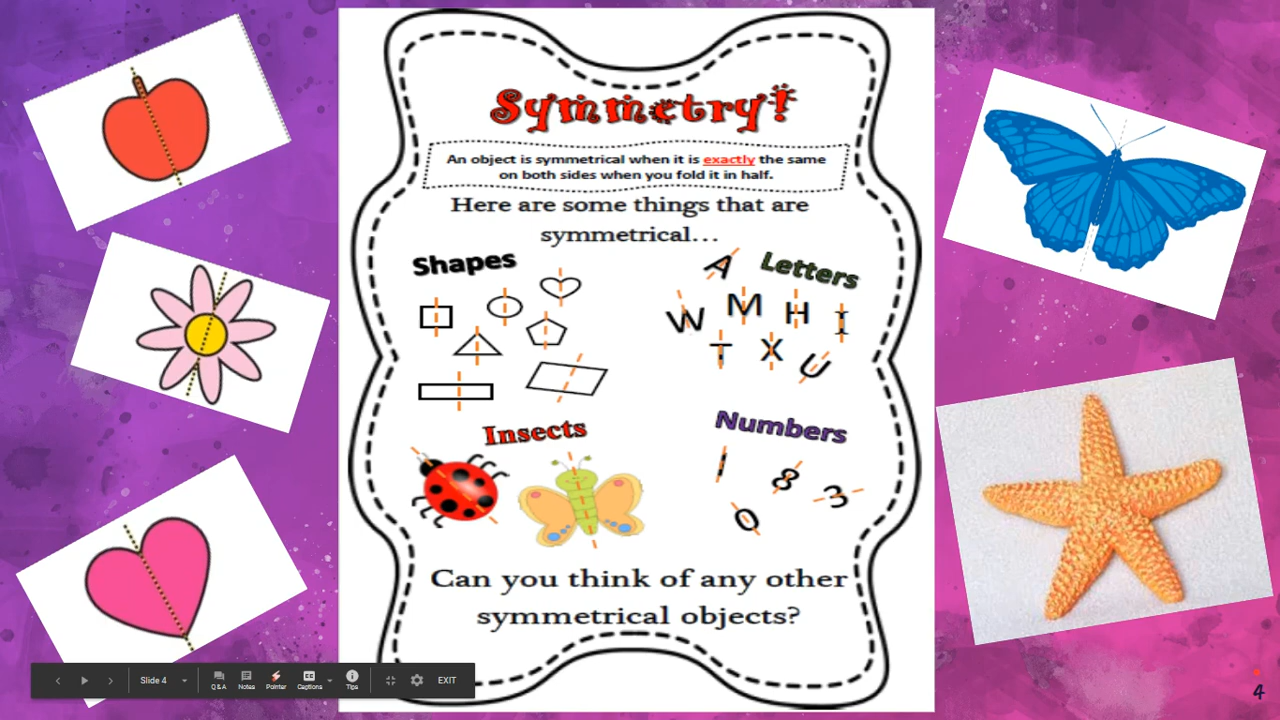 Symmetry!
An object is symmetrical when it is exactly the same
on both sides when you fold it in half.
Here are some things that are
symmetrical...
Shapes
Letters
A
W M H I
T X U
Insects
Numbers
1 8 3
0
Can you think of any other
symmetrical objects?
Slide 4
Q & A
Notes
Pointer
Captions
Tips
EXIT
4